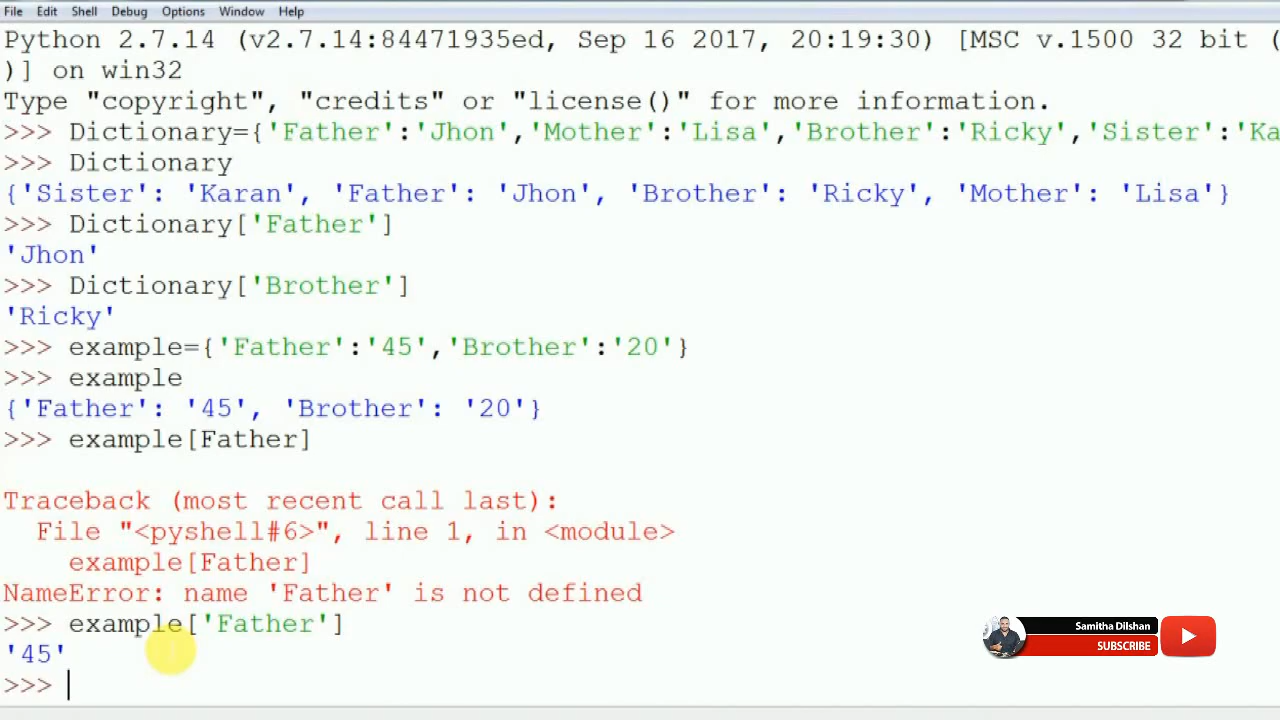 File Edit Shell Debug Options Window Help
Python 2.7.14 (v2.7.14:84471935ed, Sep 16 2017, 20:19:30) [MSC v.1500 32 bit (
)] on win32
Type "copyright", "credits" or "license()" for more information.
>>> Dictionary={'Father':'Jhon','Mother':'Lisa','Brother':'Ricky','Sister':'Ka
>>> Dictionary
{'Sister': 'Karan', 'Father': 'Jhon', 'Brother': 'Ricky', 'Mother': 'Lisa'}
>>> Dictionary['Father']
'Jhon'
>>> Dictionary['Brother']
'Ricky'
>>> example={'Father':'45','Brother':'20'}
>>> example
{'Father': '45', 'Brother': '20'}
>>> example[Father]
Traceback (most recent call last):
  File "<pyshell#6>", line 1, in <module>
    example[Father]
NameError: name 'Father' is not defined
>>> example['Father']
'45'
>>>
Samitha Dilshan
SUBSCRIBE